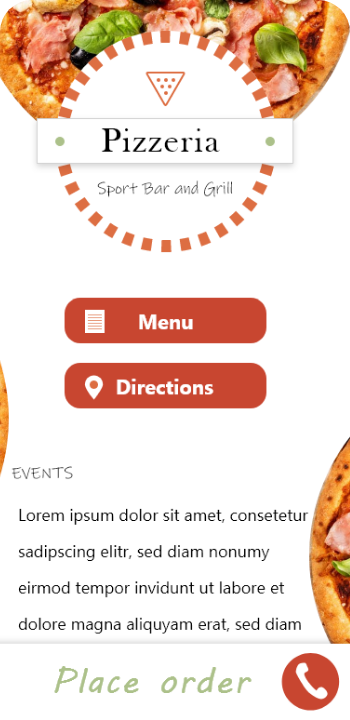 Pizzeria
Sport Bar and Grill
Menu
Directions
EVENTS
Lorem ipsum dolor sit amet, consetetur
sadipscing elitr, sed diam nonumy
eirmod tempor invidunt ut labore et
dolore magna aliquyam erat, sed diam
Place order